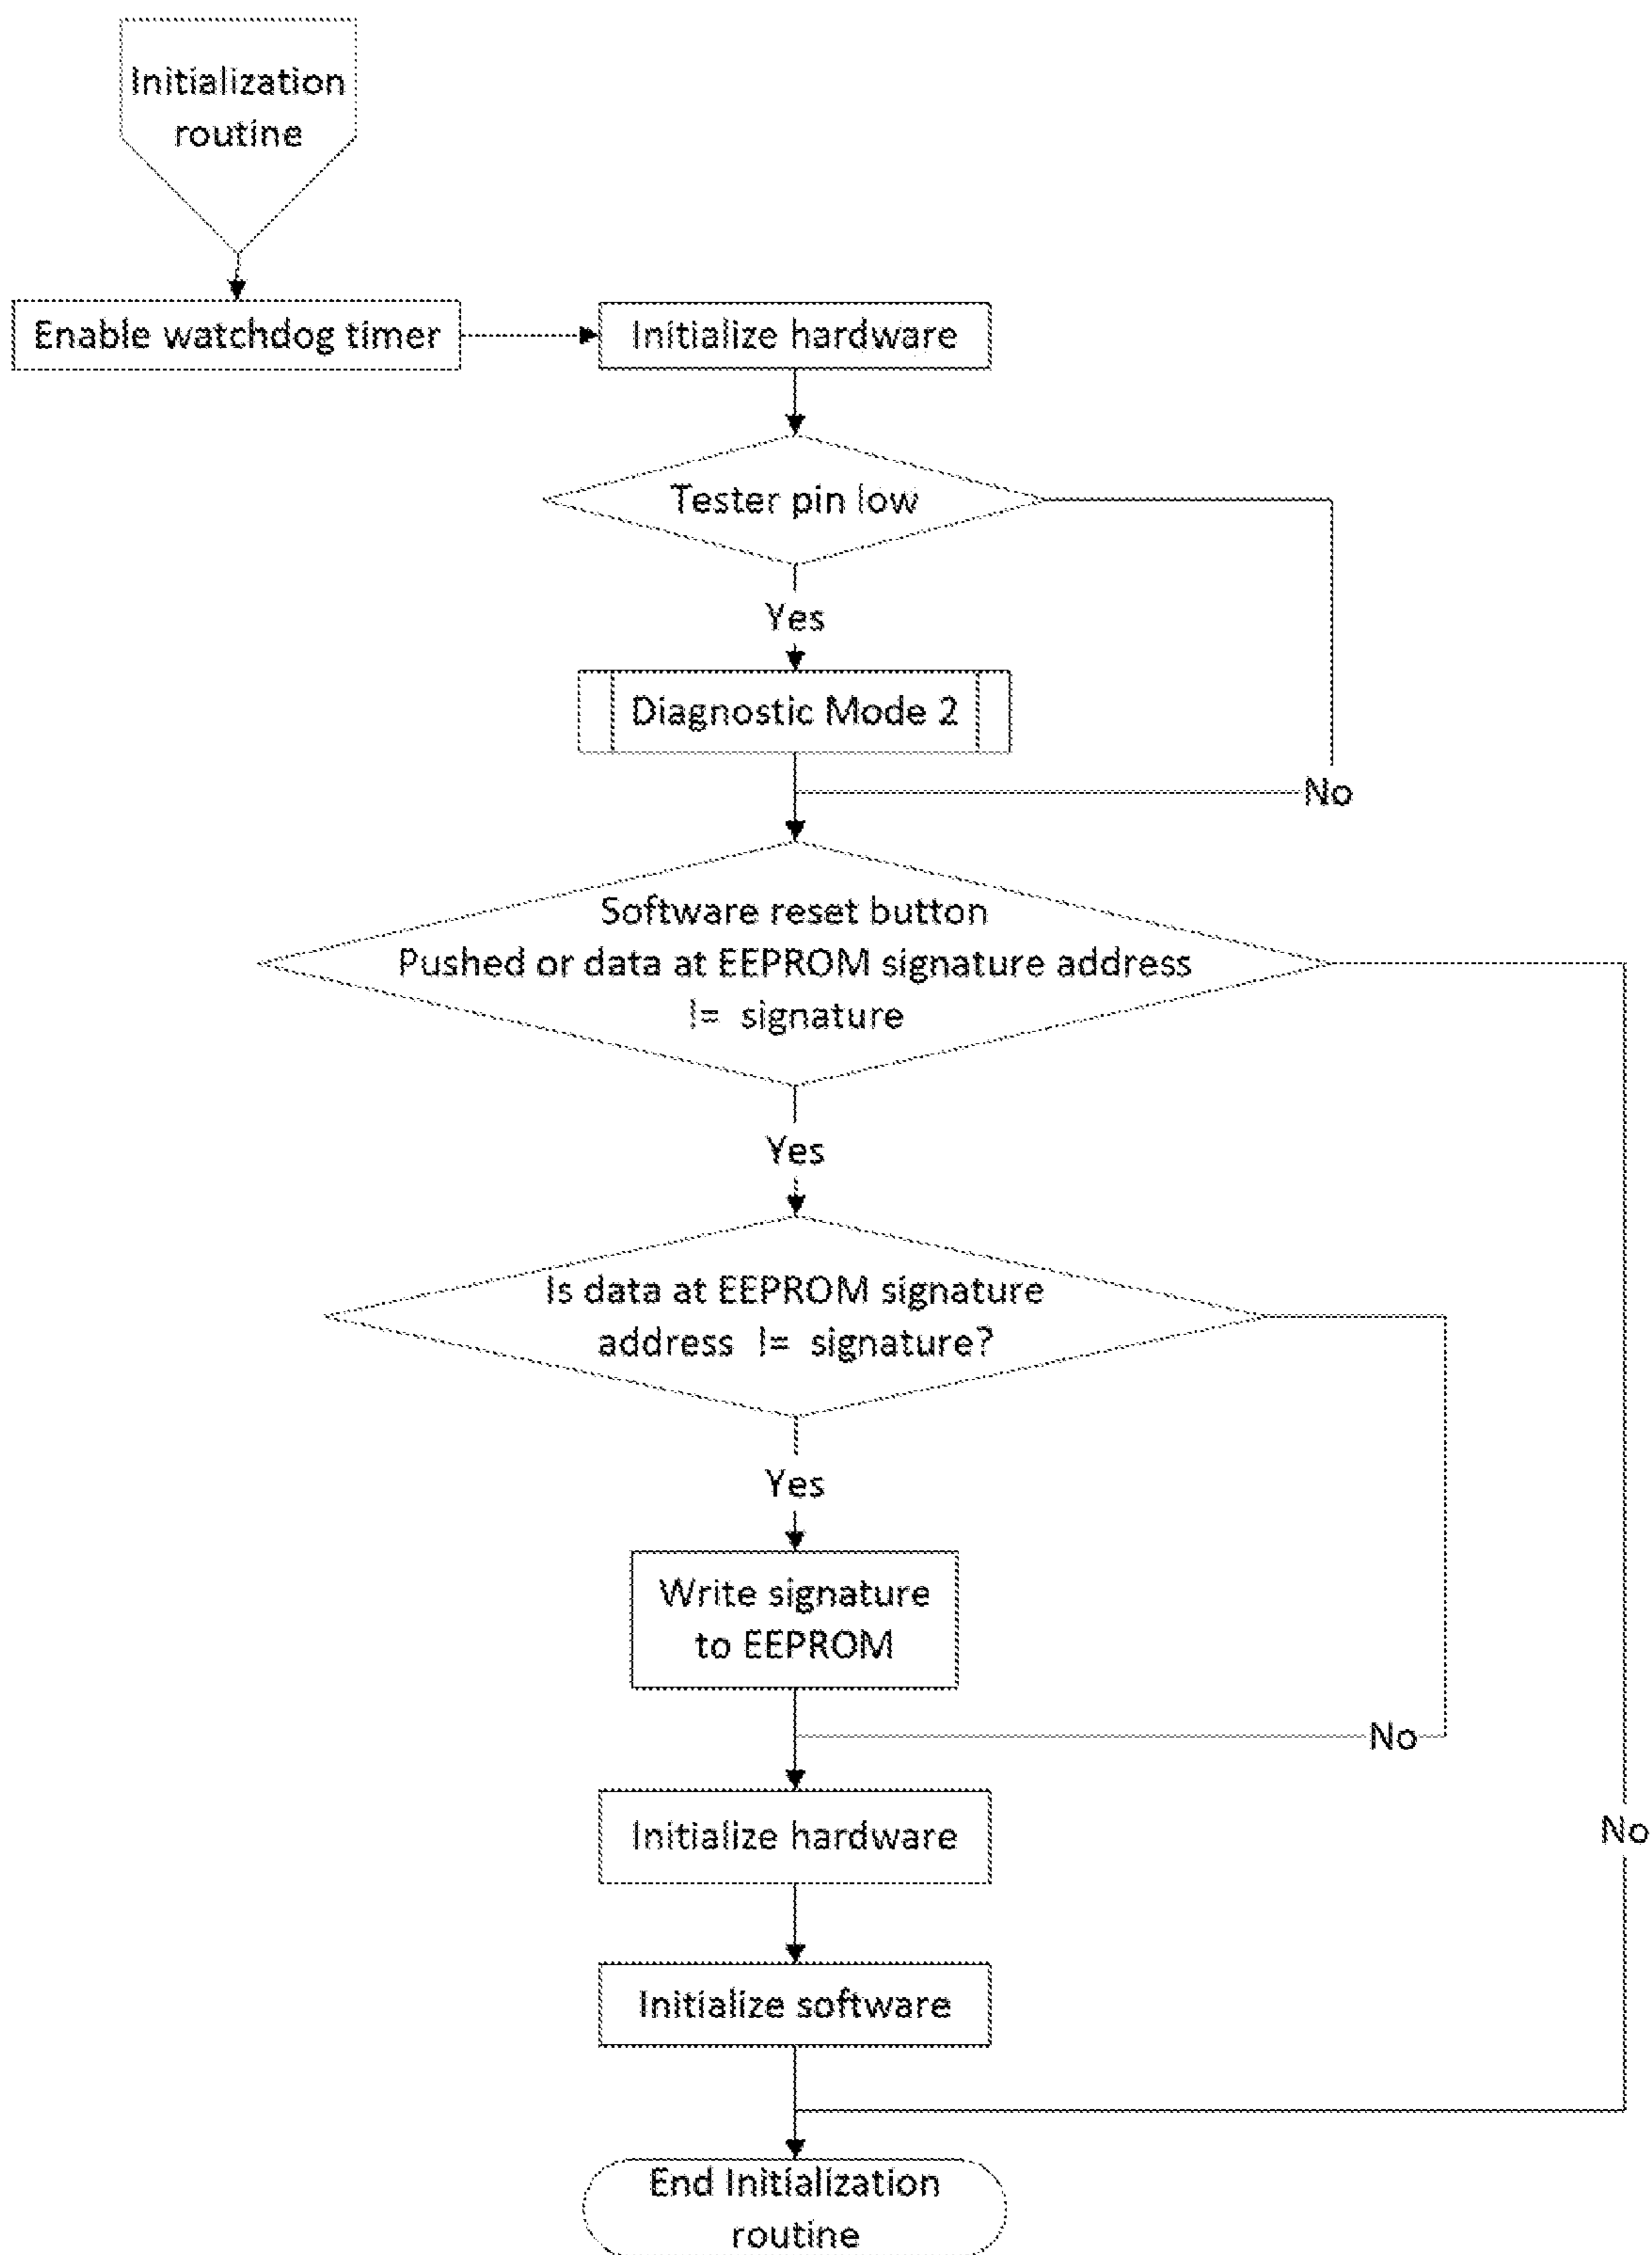 Initialization
routine
Enable watchdog timer
Initialize hardware
Tester pin low
Yes
Diagnostic Mode 2
No
Software reset button
Pushed or data at EEPROM signature address
!= signature
Yes
Is data at EEPROM signature
address != signature?
Yes
Write signature
to EEPROM
No
Initialize hardware
No
Initialize software
End Initialization
routine